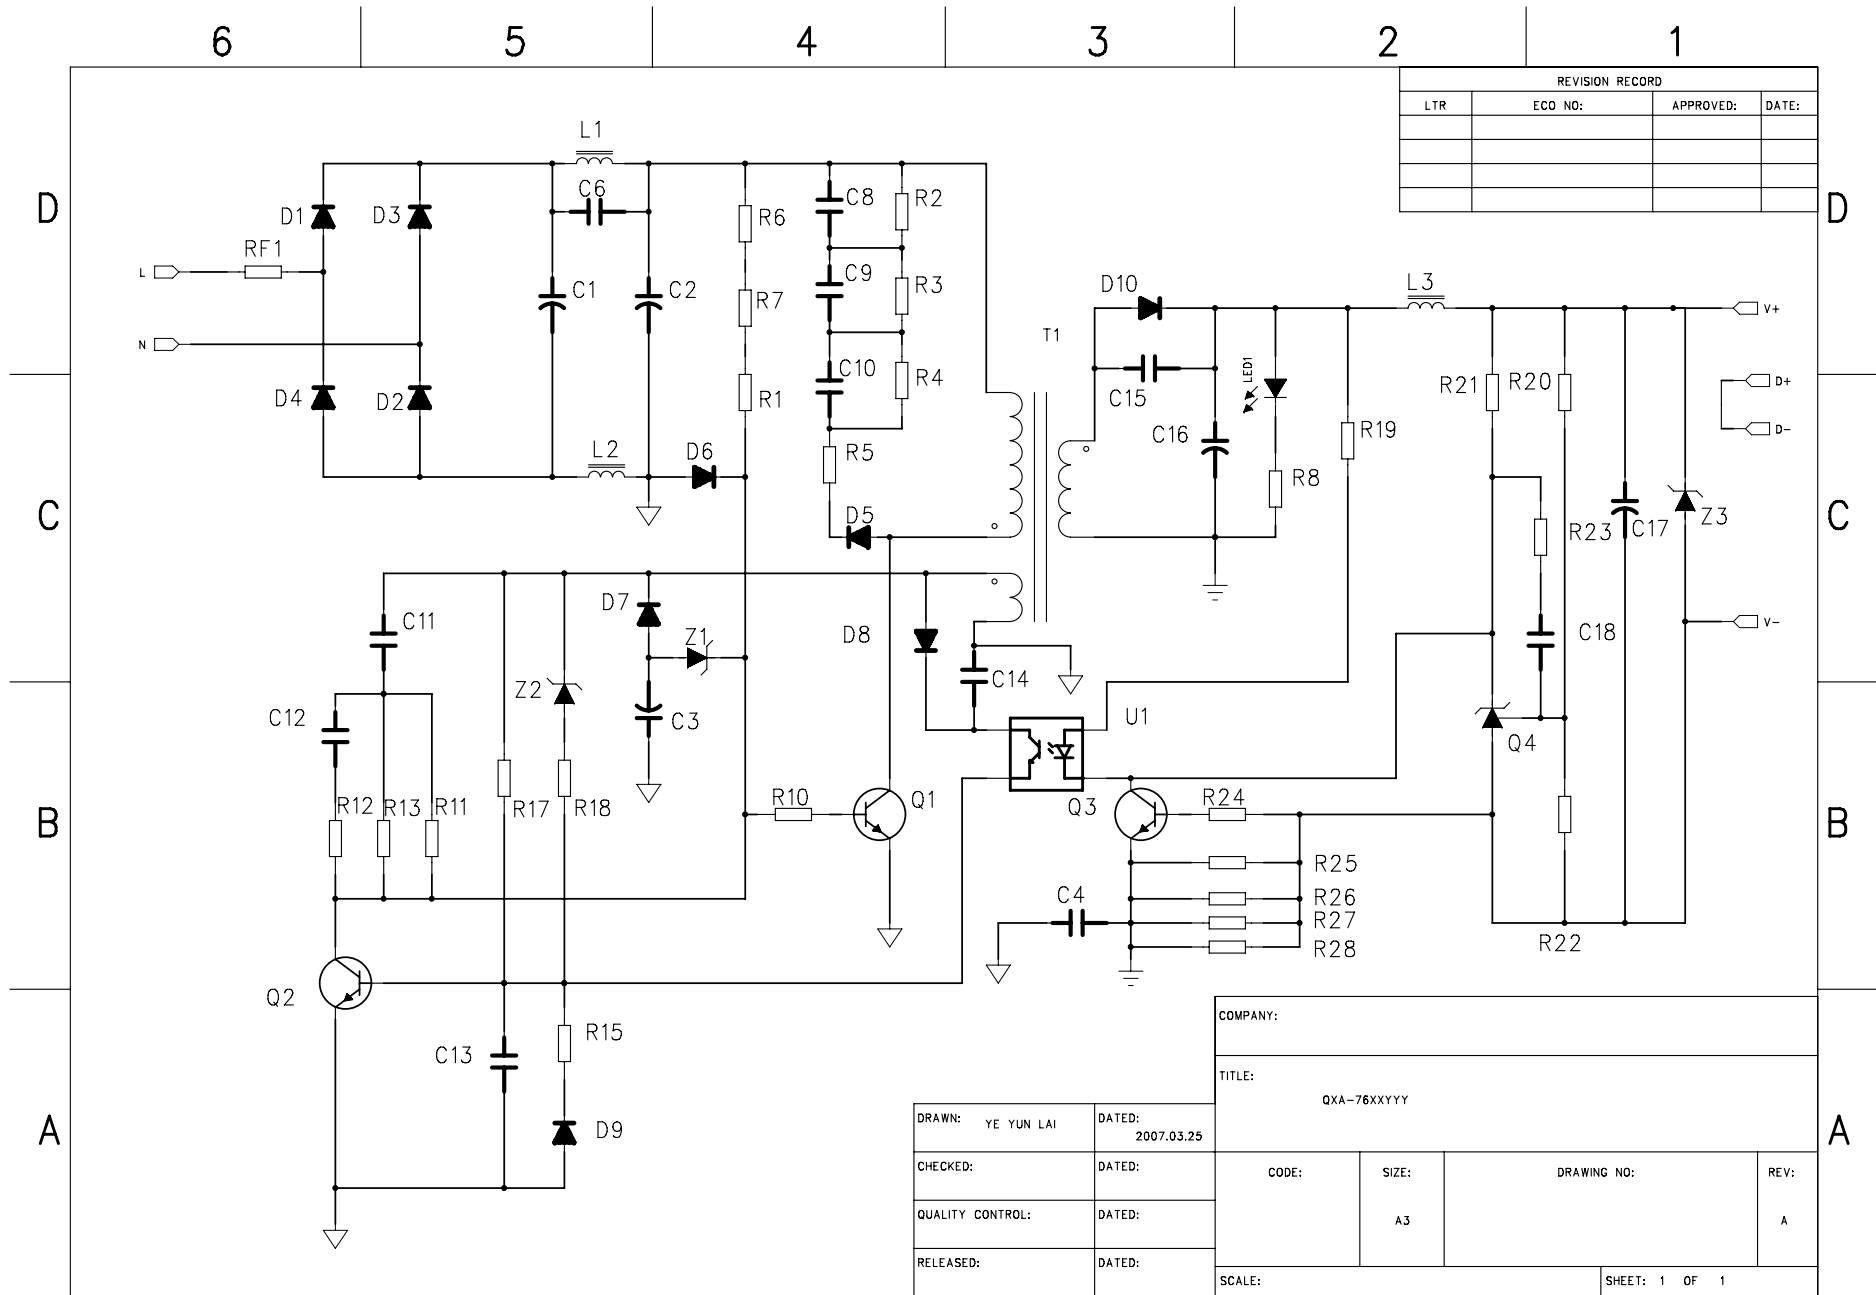 6 5 4 3 2 1
REVISION RECORD
LTR ECO NO: APPROVED: DATE:
D D
L1
C6
D1 D3
C8 R2
R6
RF1
L
C1 C2
C9 R3
R7
D10
L3
V+
N
T1
LED1
C10 R4
R1
D4 D2
C15
R21 R20
D+
D-
C16
R19
L2 D6
R5
R8
C C
D5
R23 C17 Z3
D7
C11
Z1
D8
C18
V-
C14
Z2
C12
C3
U1
Q4
R12 R13 R11
R17 R18
R10
Q1
Q3
R24
B B
R25
C4
R26
R27
R28
R22
Q2
R15
C13
D9
A A
COMPANY:
TITLE:
QXA-76XXYYY
DRAWN: YE YUN LAI DATED:
2007.03.25
CHECKED: DATED:
CODE: SIZE: DRAWING NO: REV:
QUALITY CONTROL: DATED:
A3 A
RELEASED: DATED:
SCALE: SHEET: 1 OF 1